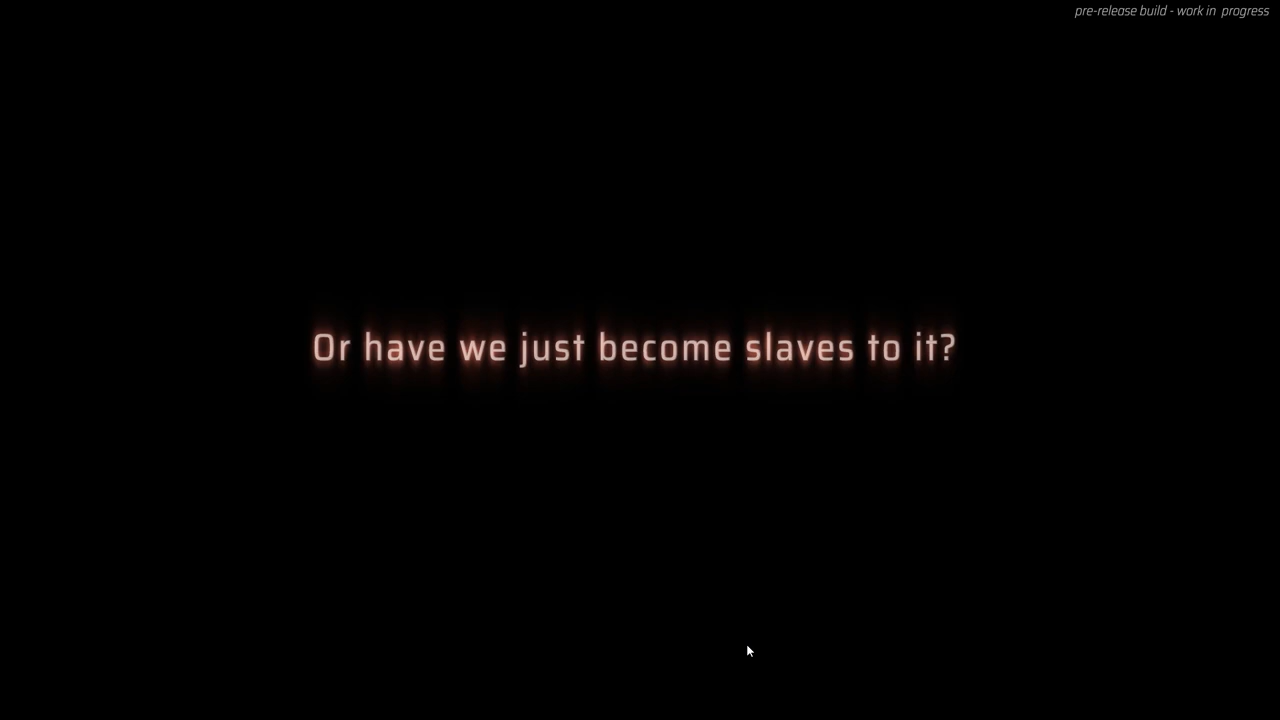 pre-release build - work in progress
Or have we just become slaves to it?